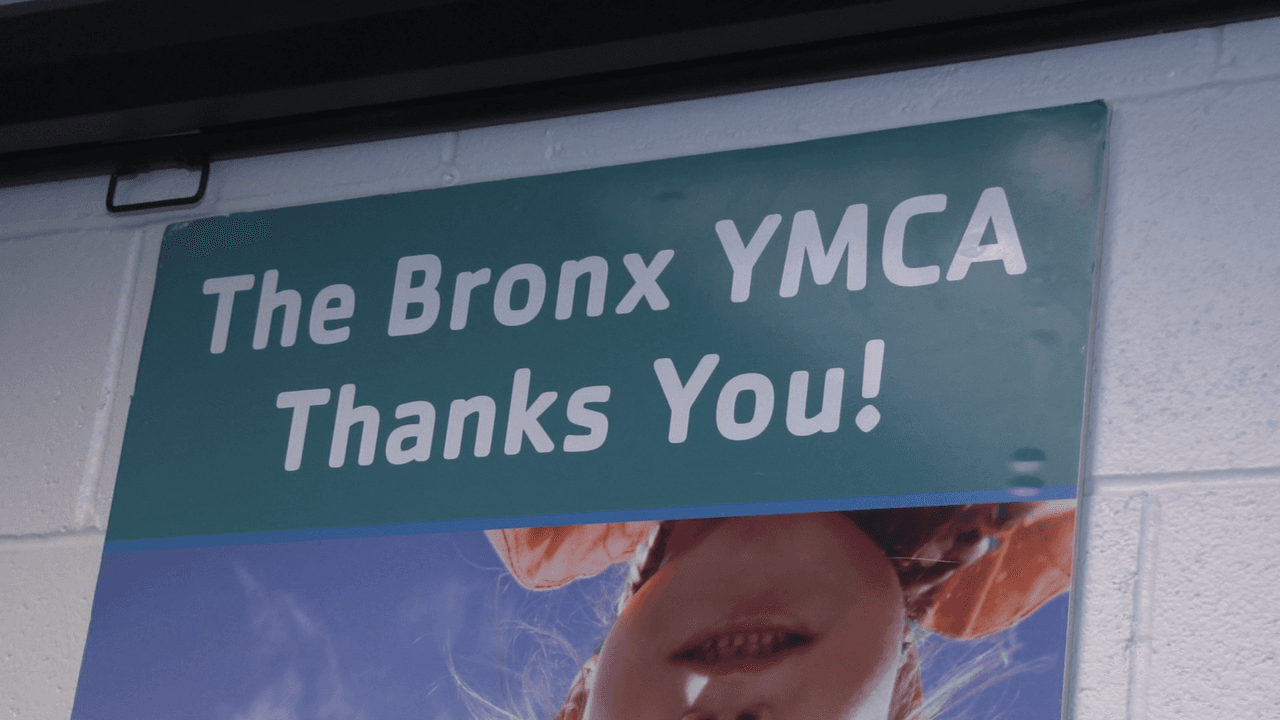 The Bronx YMCA
Thanks You!